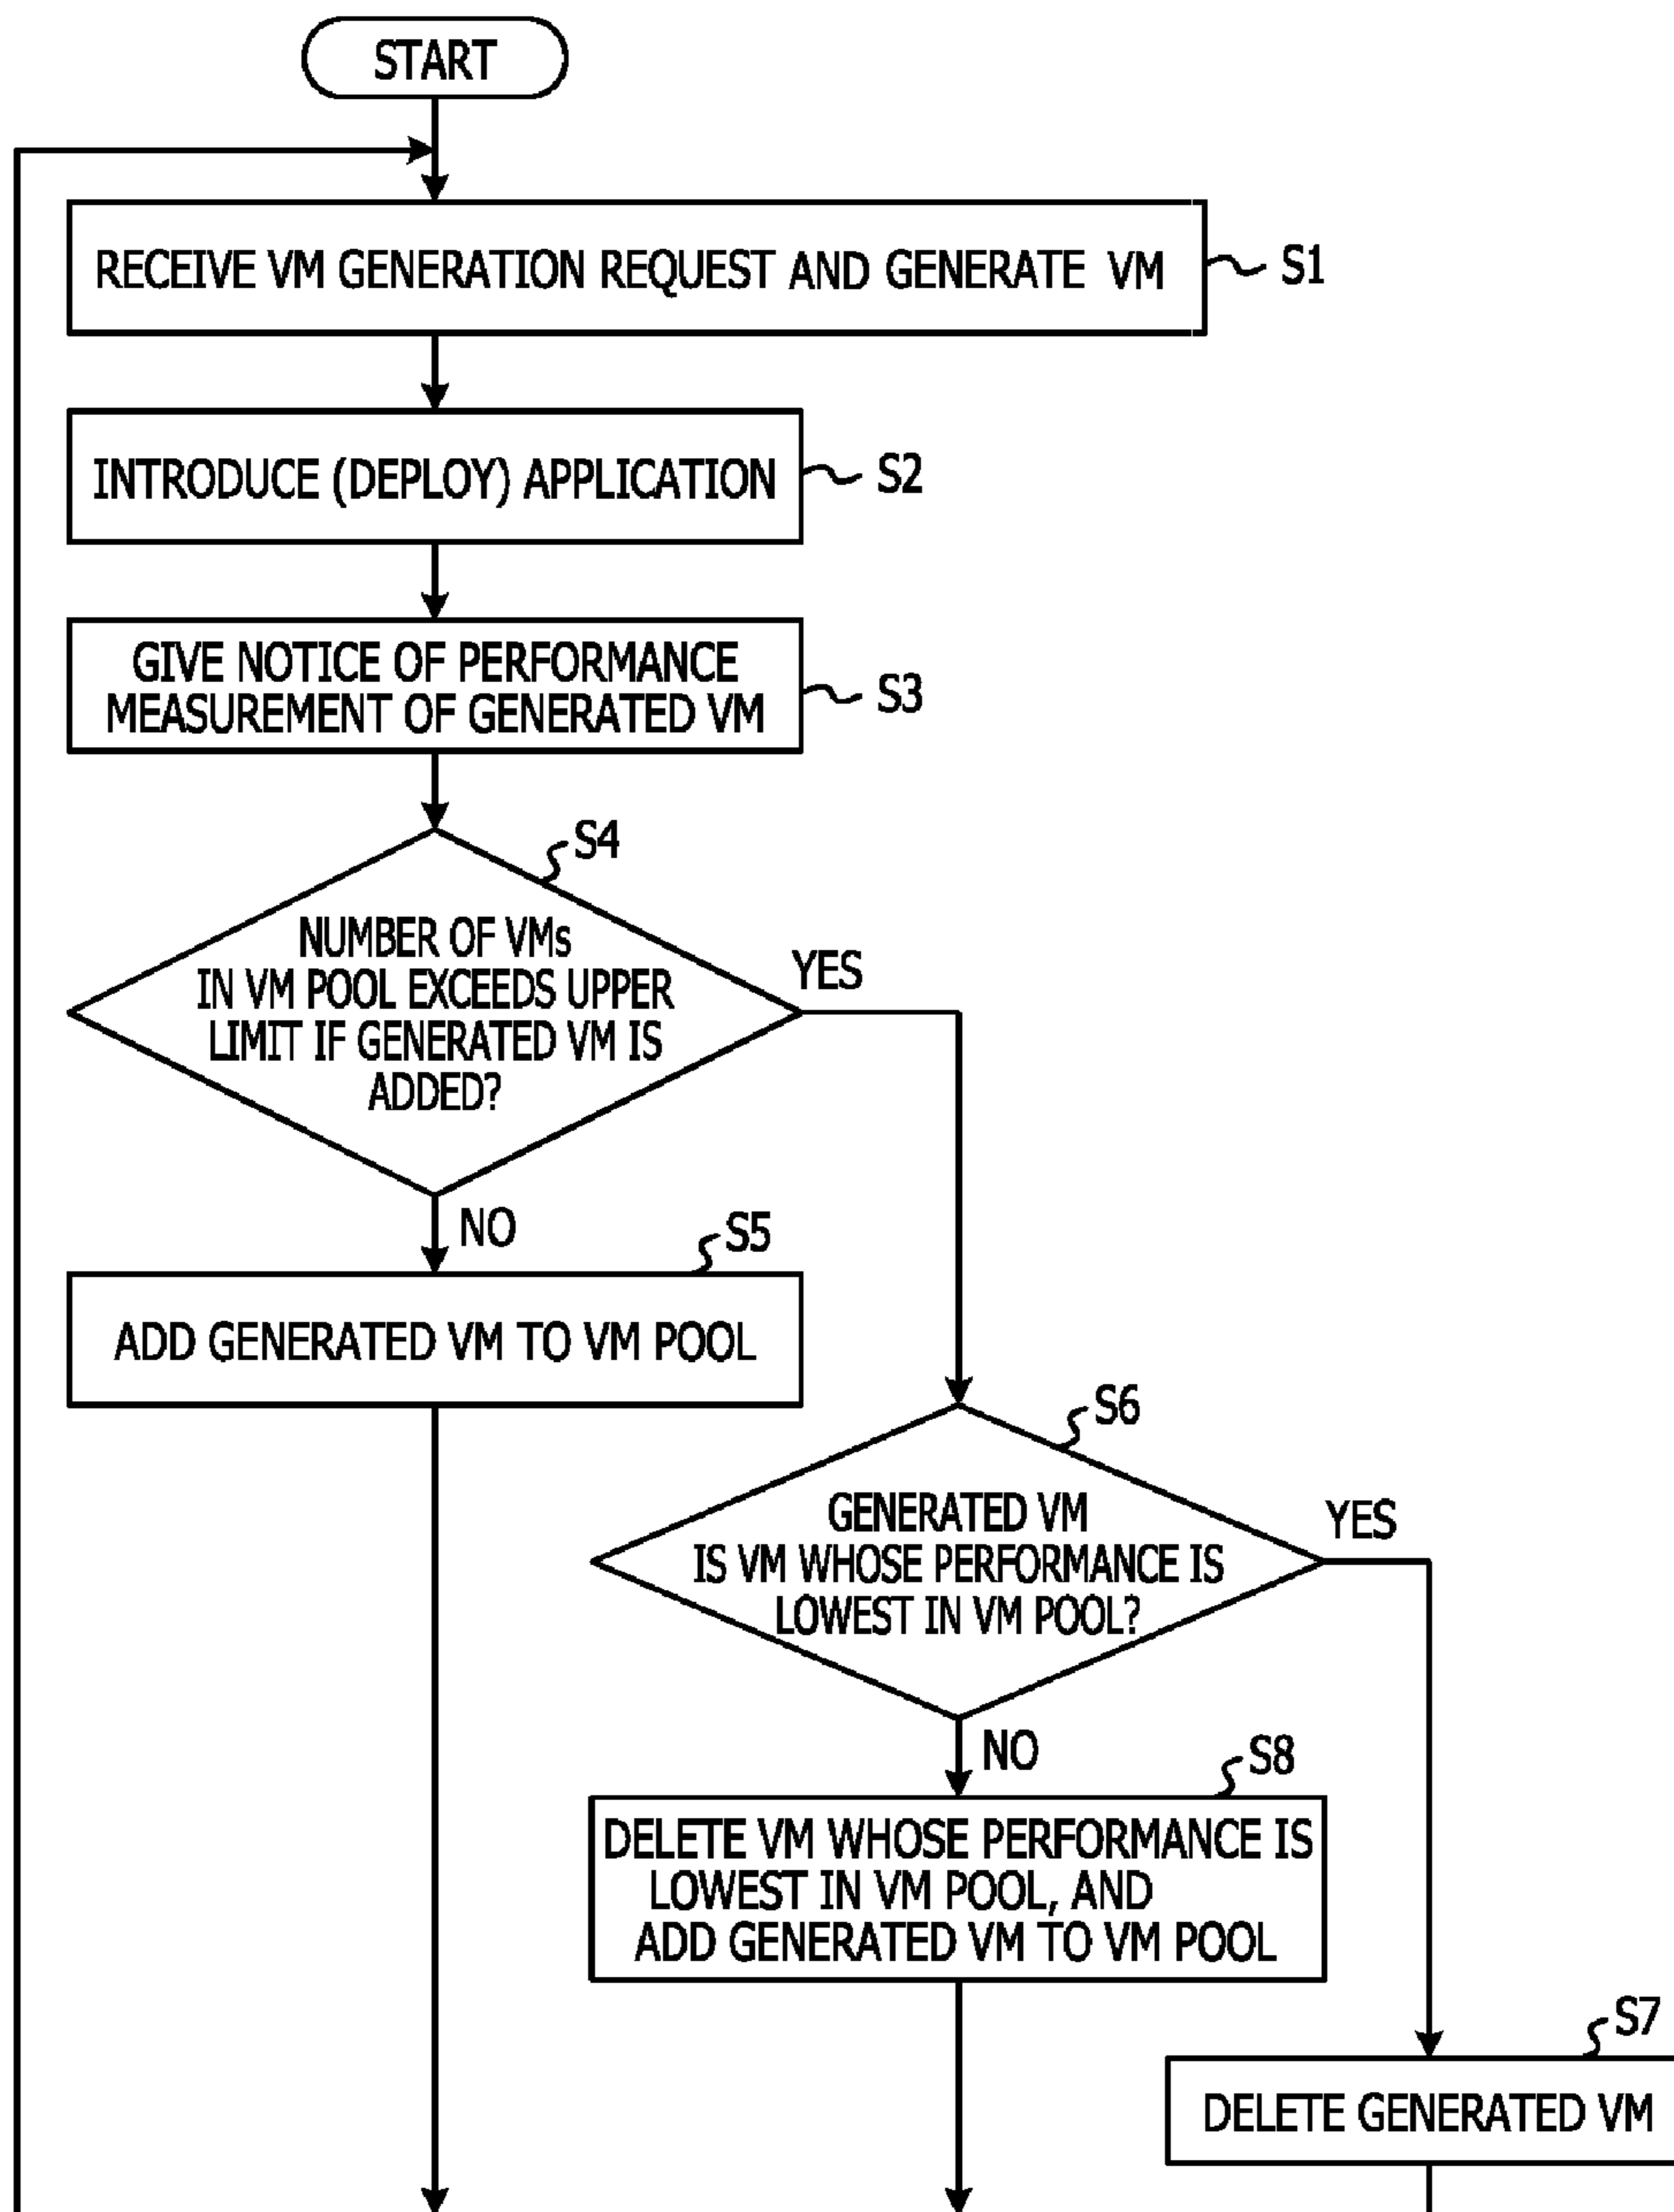 START
RECEIVE VM GENERATION REQUEST AND GENERATE VM
S1
INTRODUCE (DEPLOY) APPLICATION
S2
GIVE NOTICE OF PERFORMANCE
MEASUREMENT OF GENERATED VM
S3
S4
NUMBER OF VMs
IN VM POOL EXCEEDS UPPER
LIMIT IF GENERATED VM IS
ADDED?
YES
NO
S5
ADD GENERATED VM TO VM POOL
S6
GENERATED VM
IS VM WHOSE PERFORMANCE IS
LOWEST IN VM POOL?
YES
NO
S8
DELETE VM WHOSE PERFORMANCE IS
LOWEST IN VM POOL, AND
ADD GENERATED VM TO VM POOL
S7
DELETE GENERATED VM